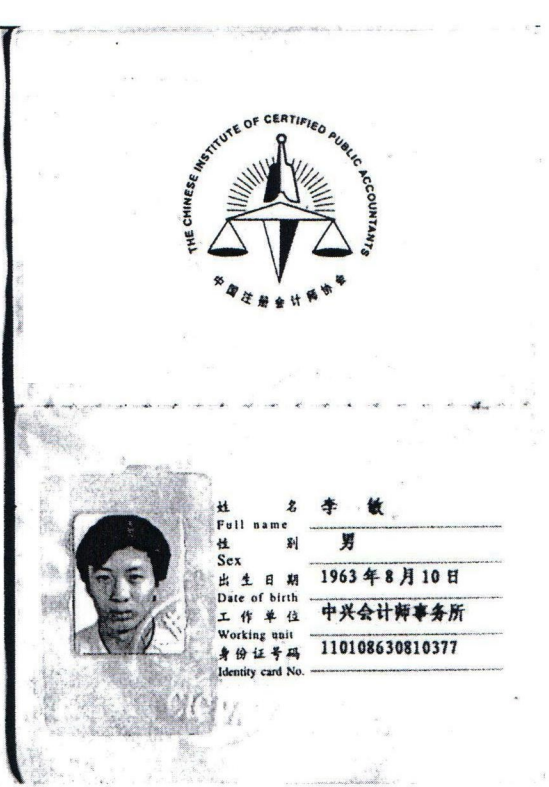 THE CHINESE INSTITUTE OF CERTIFIED PUBLIC ACCOUNTANTS
中国注册会计师协会
姓 名 李 敏
Full name
性 别 男
Sex
出 生 日 期 1963 年 8 月 10 日
Date of birth
工 作 单 位 中兴会计师事务所
Working unit
身份证号码 110108630810377
Identity card No.